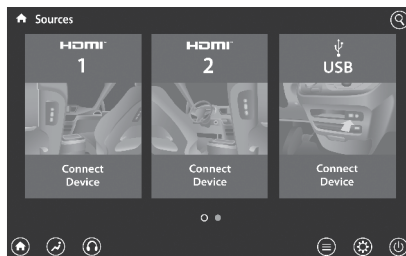 Sources
HDMI
1
Connect
Device
HDMI
2
Connect
Device
USB
Connect
Device